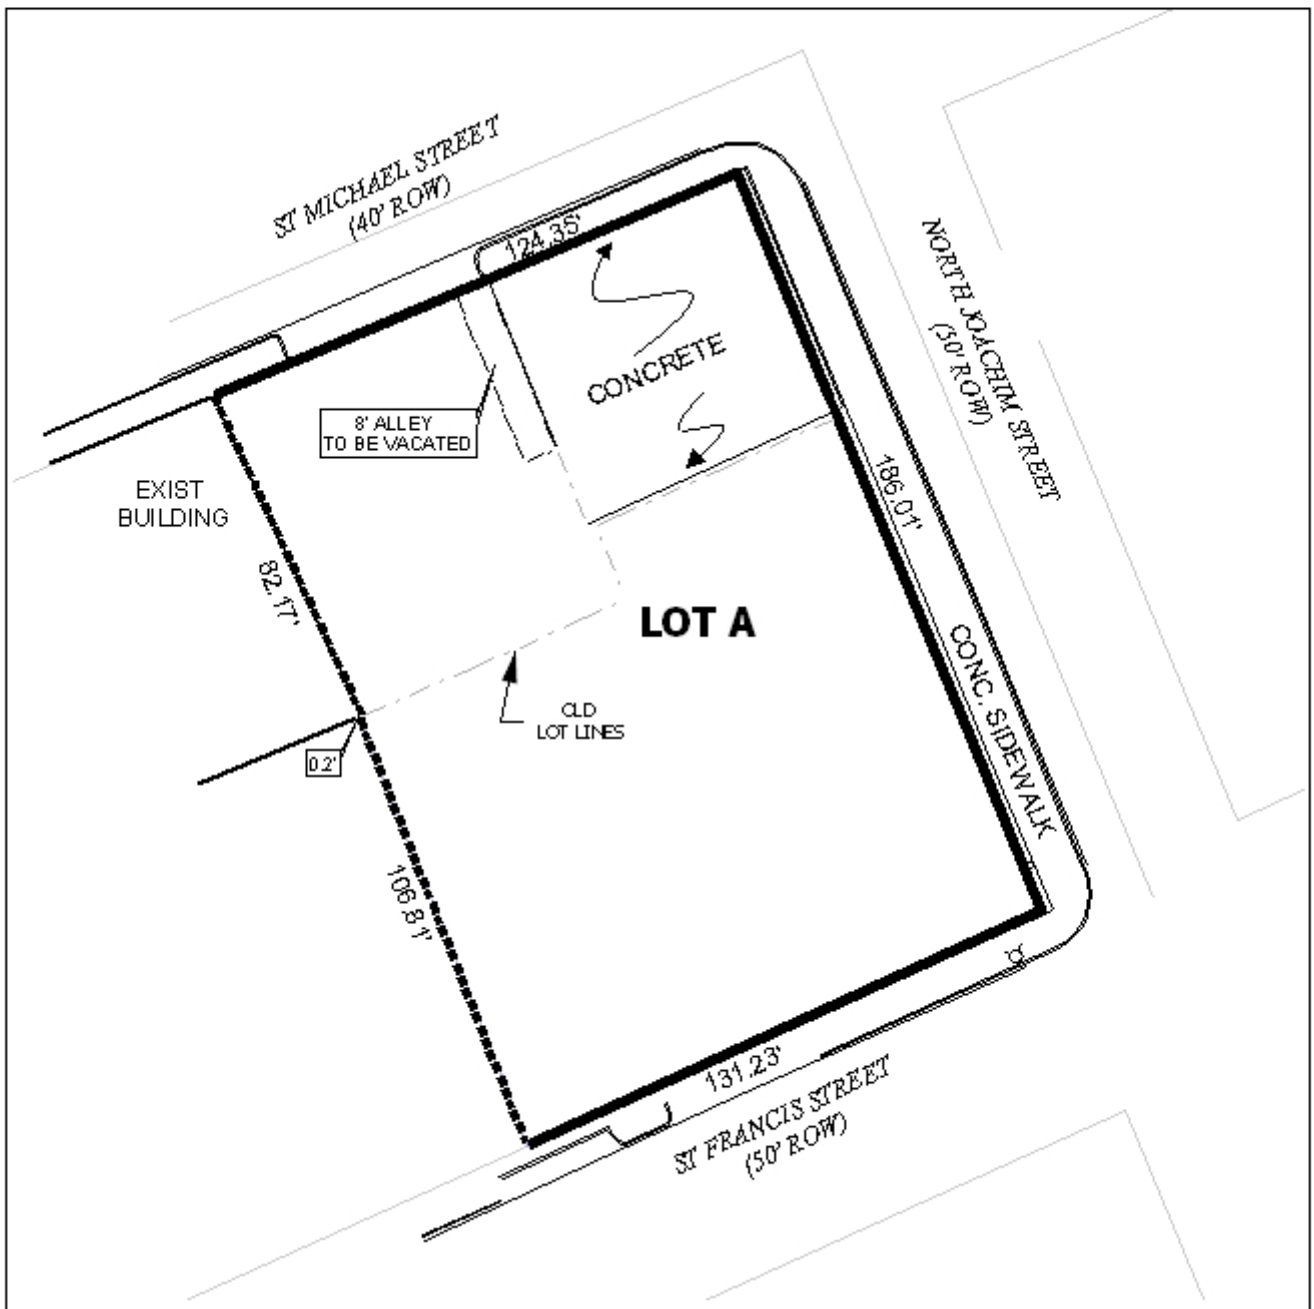 ST MICHAEL STREET
(40' ROW)
124.35'
NORTH JOACHIM STREET
(50' ROW)
CONCRETE
8' ALLEY
TO BE VACATED
EXIST
BUILDING
186.01'
82.17'
LOT A
CONC. SIDEWALK
OLD
LOT LINES
0.2'
106.81'
131.23'
ST FRANCIS STREET
(50' ROW)